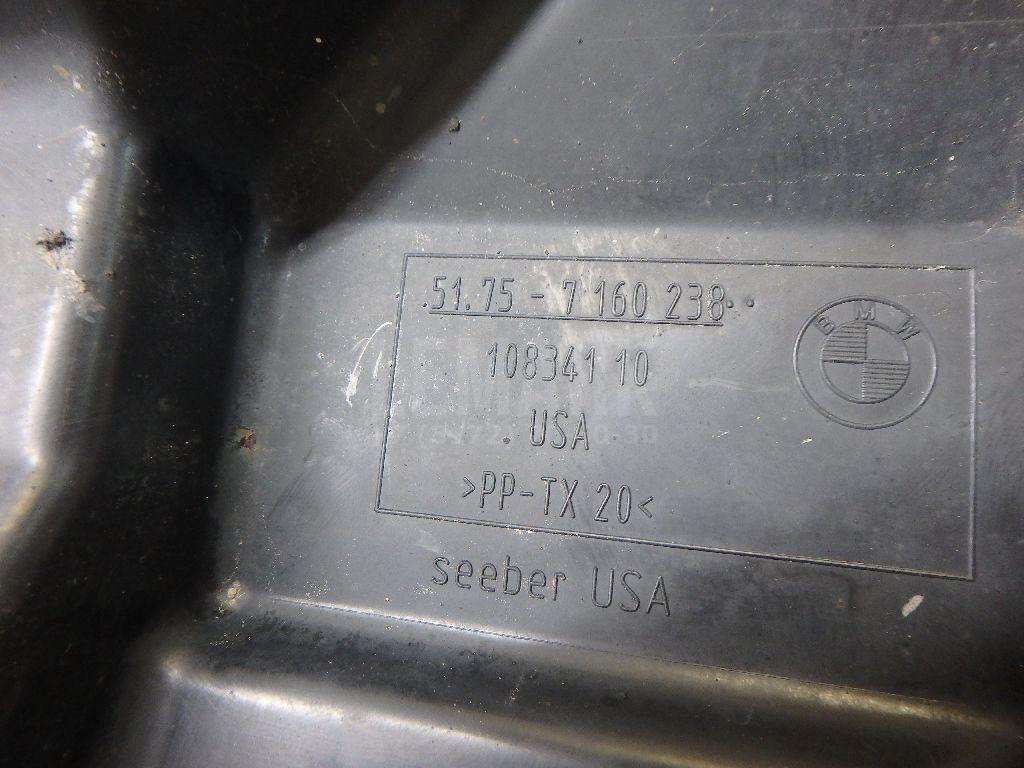 51.75 - 7 160 238
BMW
108341 10
USA
>PP-TX 20<
seeber USA